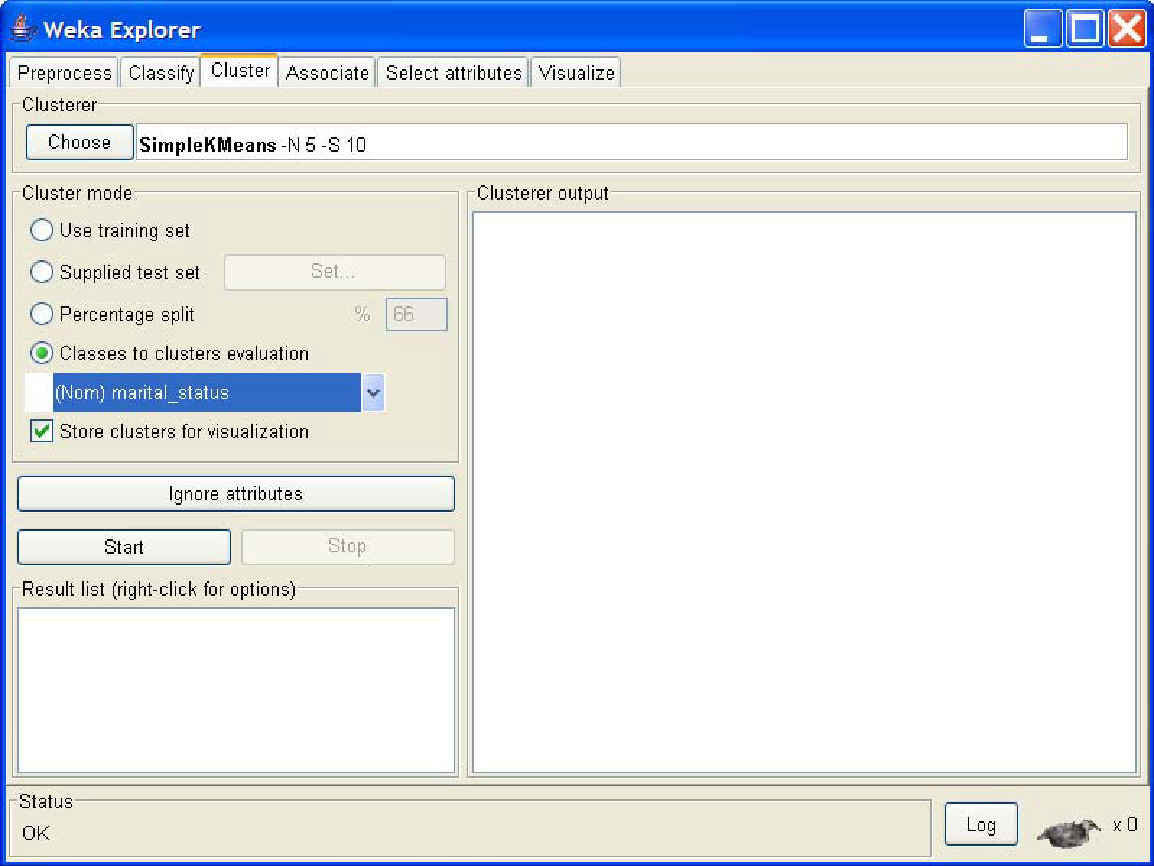 Weka Explorer
Preprocess Classify Cluster Associate Select attributes Visualize
Clusterer
Choose SimpleKMeans -N 5 -S 10
Cluster mode
Use training set
Supplied test set Set...
Percentage split % 66
Classes to clusters evaluation
(Nom) marital_status
Store clusters for visualization
Ignore attributes
Start Stop
Result list (right-click for options)
Clusterer output
Status
OK
Log x 0